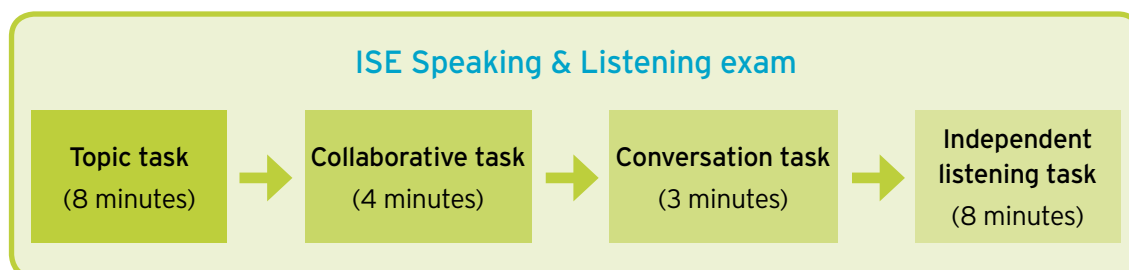 ISE Speaking & Listening exam
Topic task
(8 minutes)
Collaborative task
(4 minutes)
Conversation task
(3 minutes)
Independent
listening task
(8 minutes)